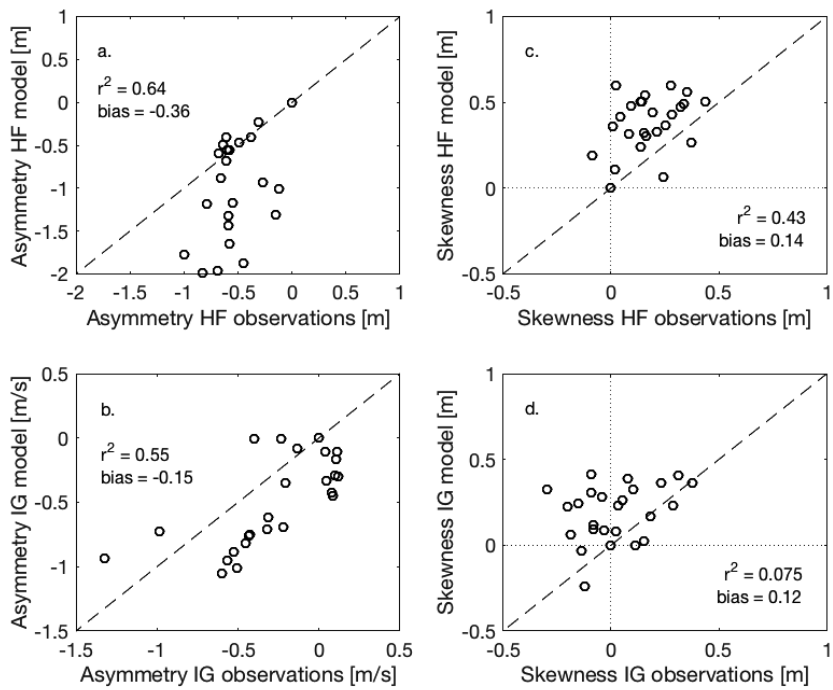 1
0.5
0
-0.5
-1
-1.5
-2
Asymmetry HF model [m]
a.
r² = 0.64
bias = -0.36
-2 -1.5 -1 -0.5 0 0.5 1
Asymmetry HF observations [m]
1
0.5
0
-0.5
Skewness HF model [m]
c.
r² = 0.43
bias = 0.14
-0.5 0 0.5 1
Skewness HF observations [m]
0.5
0
-0.5
-1
-1.5
Asymmetry IG model [m/s]
b.
r² = 0.55
bias = -0.15
-1.5 -1 -0.5 0 0.5
Asymmetry IG observations [m/s]
1
0.5
0
-0.5
Skewness IG model [m]
d.
r² = 0.075
bias = 0.12
-0.5 0 0.5 1
Skewness IG observations [m]